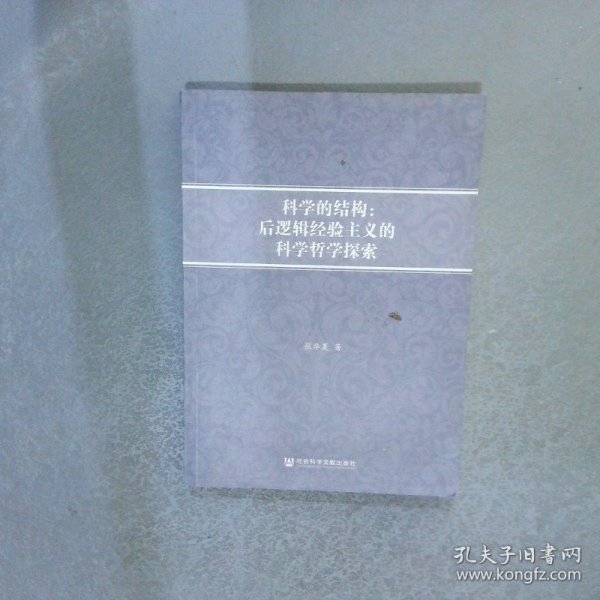 科学的结构：
后逻辑经验主义的
科学哲学探索
张华夏 著
社会科学文献出版社
孔夫子旧书网
www.kongfz.com